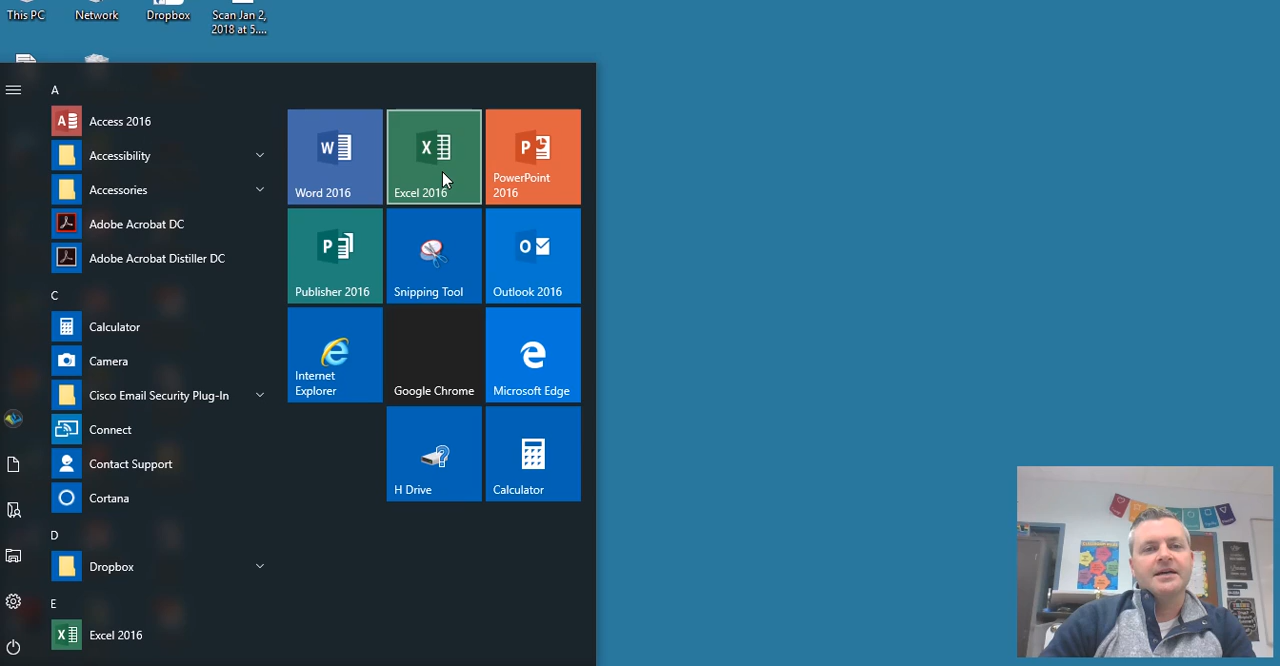 This PC
Network
Dropbox
Scan Jan 2,
2018 at 5....
A
Access 2016
Accessibility
Accessories
Adobe Acrobat DC
Adobe Acrobat Distiller DC
C
Calculator
Camera
Cisco Email Security Plug-In
Connect
Contact Support
Cortana
D
Dropbox
E
Excel 2016
Word 2016
Excel 2016
PowerPoint
2016
Publisher 2016
Snipping Tool
Outlook 2016
Internet
Explorer
Google Chrome
Microsoft Edge
H Drive
Calculator